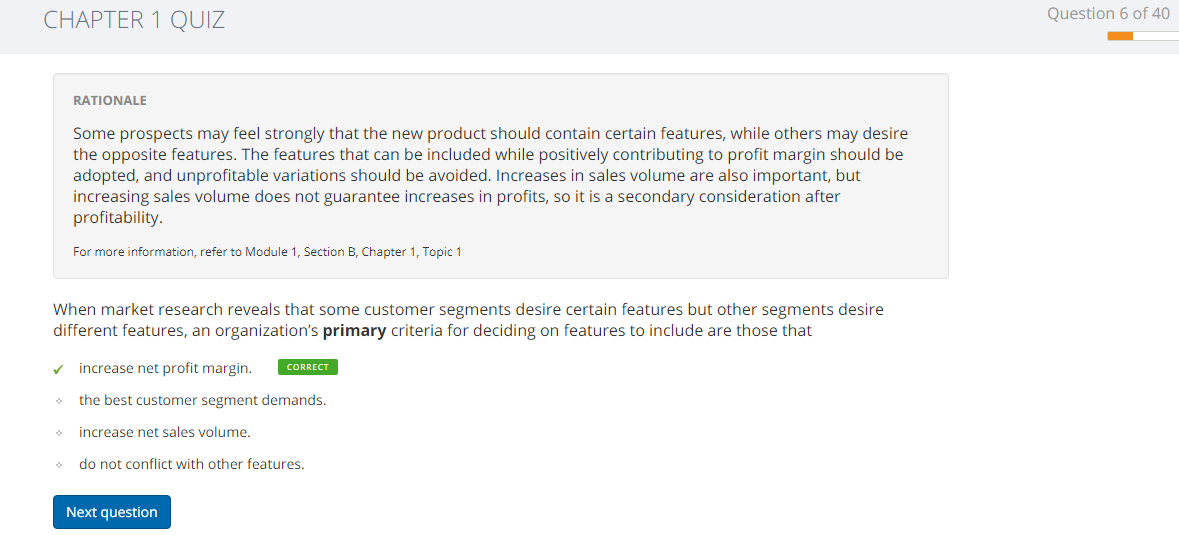 CHAPTER 1 QUIZ
Question 6 of 40
RATIONALE
Some prospects may feel strongly that the new product should contain certain features, while others may desire
the opposite features. The features that can be included while positively contributing to profit margin should be
adopted, and unprofitable variations should be avoided. Increases in sales volume are also important, but
increasing sales volume does not guarantee increases in profits, so it is a secondary consideration after
profitability.
For more information, refer to Module 1, Section B, Chapter 1, Topic 1
When market research reveals that some customer segments desire certain features but other segments desire
different features, an organization's primary criteria for deciding on features to include are those that
increase net profit margin. CORRECT
the best customer segment demands.
increase net sales volume.
do not conflict with other features.
Next question